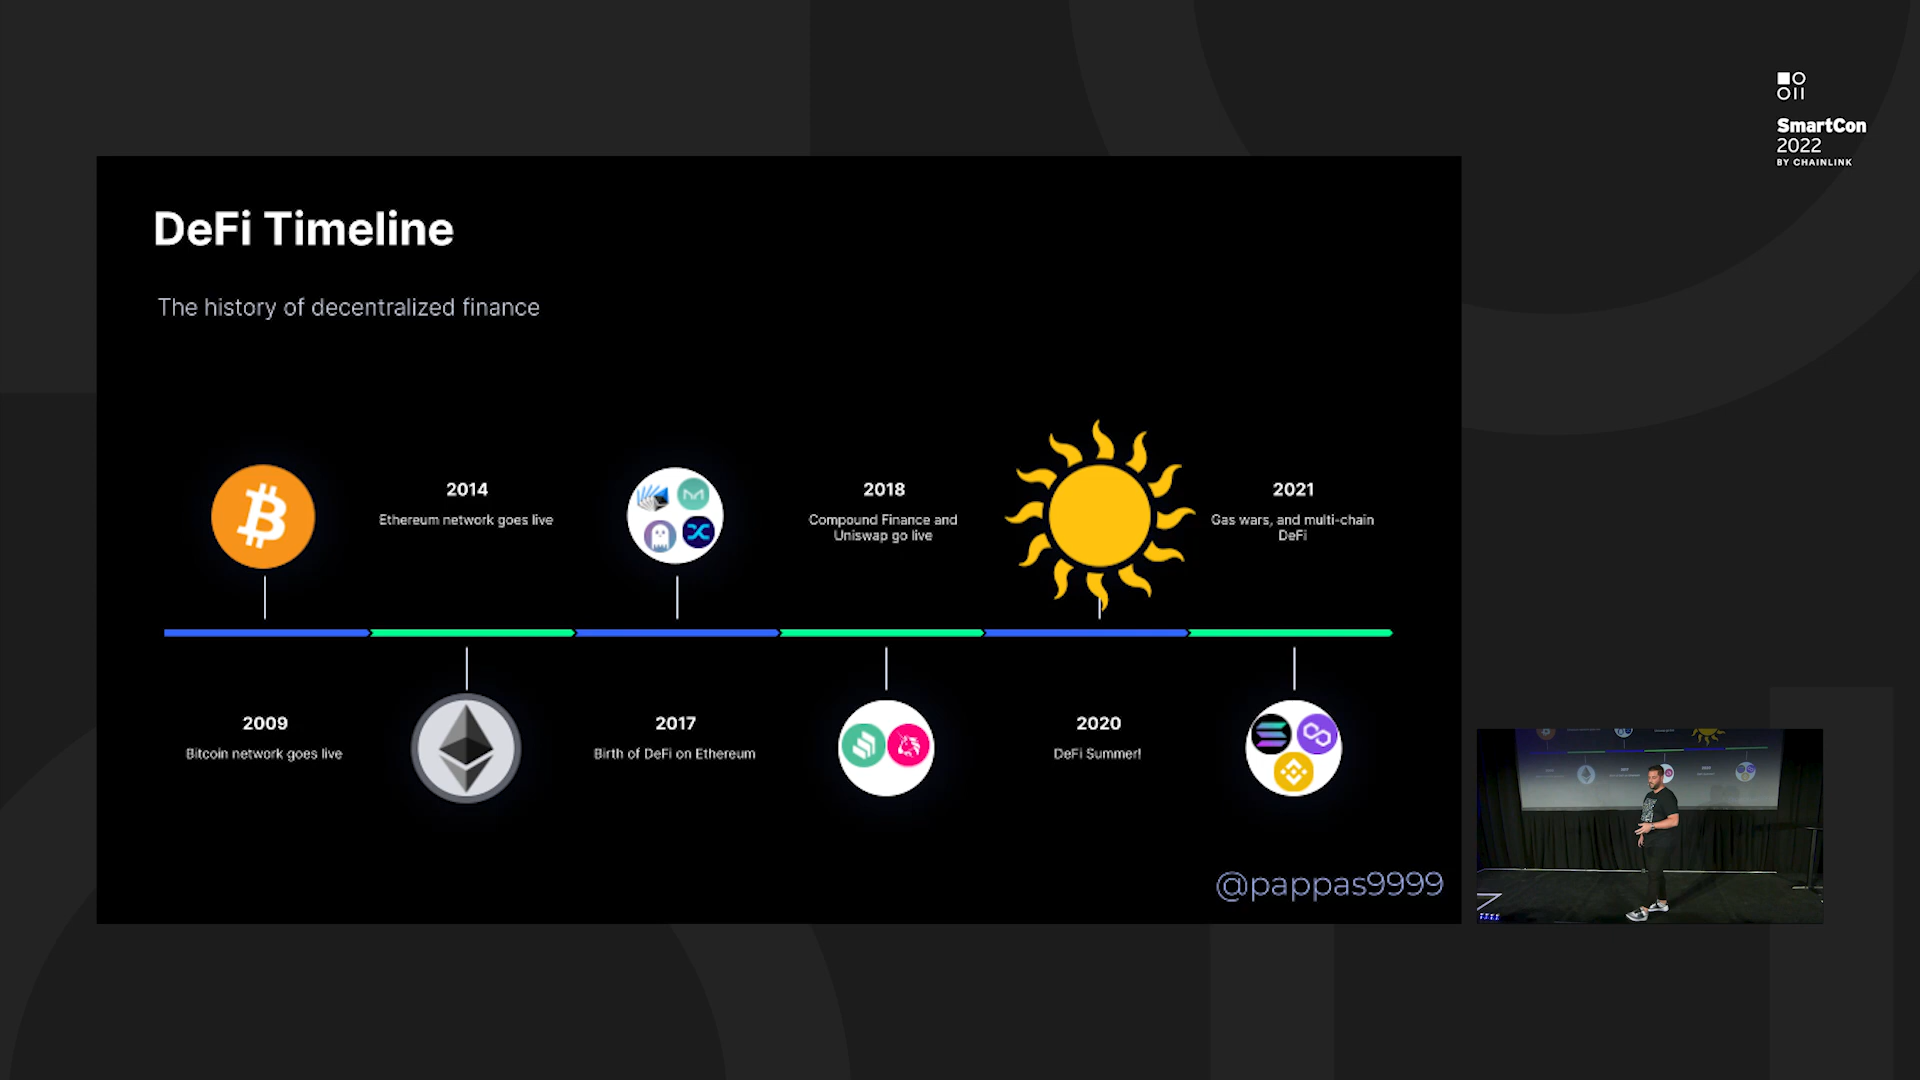 SmartCon
2022
BY CHAINLINK
DeFi Timeline
The history of decentralized finance
2014
Ethereum network goes live
2018
Compound Finance and
Uniswap go live
2021
Gas wars, and multi-chain
DeFi
2009
Bitcoin network goes live
2017
Birth of DeFi on Ethereum
2020
DeFi Summer!
@pappas9999